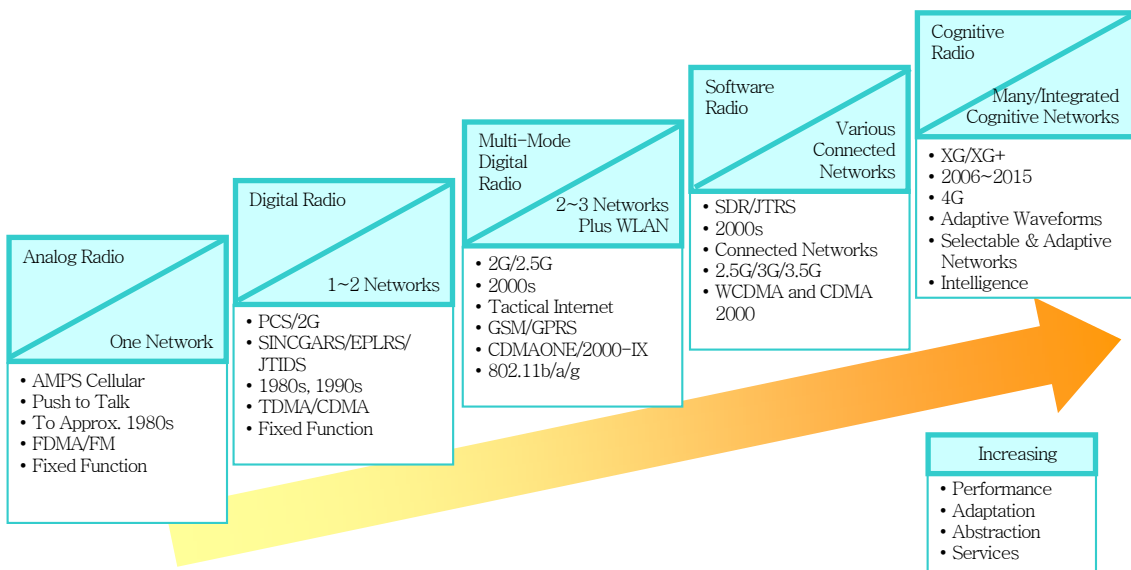 Analog Radio
One Network
• AMPS Cellular
• Push to Talk
• To Approx. 1980s
• FDMA/FM
• Fixed Function
Digital Radio
1~2 Networks
• PCS/2G
• SINCGARS/EPLRS/
JTIDS
• 1980s, 1990s
• TDMA/CDMA
• Fixed Function
Multi-Mode
Digital
Radio
2~3 Networks
Plus WLAN
• 2G/2.5G
• 2000s
• Tactical Internet
• GSM/GPRS
• CDMAONE/2000-IX
• 802.11b/a/g
Software
Radio
Various
Connected
Networks
• SDR/JTRS
• 2000s
• Connected Networks
• 2.5G/3G/3.5G
• WCDMA and CDMA
2000
Cognitive
Radio
Many/Integrated
Cognitive Networks
• XG/XG+
• 2006~2015
• 4G
• Adaptive Waveforms
• Selectable & Adaptive
Networks
• Intelligence
Increasing
• Performance
• Adaptation
• Abstraction
• Services